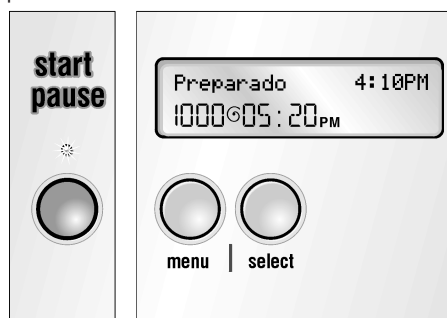 start
pause
Preparado 4:10PM
1000 05:20PM
menu | select